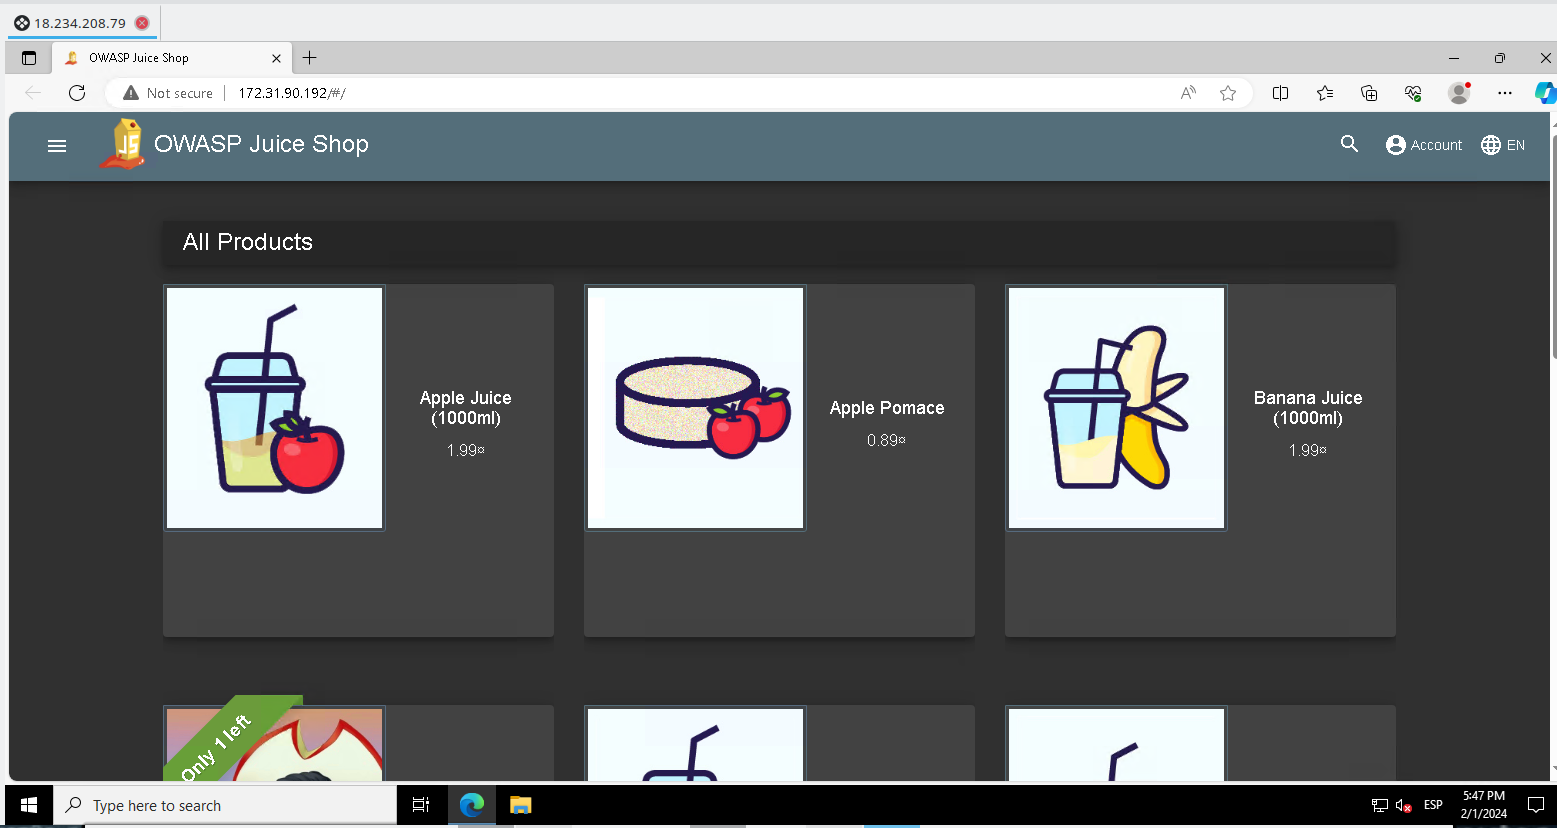 18.234.208.79
OWASP Juice Shop
Not secure
172.31.90.192/#/
JS
OWASP Juice Shop
Account
EN
All Products
Apple Juice
(1000ml)
1.99¤
Apple Pomace
0.89¤
Banana Juice
(1000ml)
1.99¤
Only 1 left
Type here to search
ESP
5:47 PM
2/1/2024